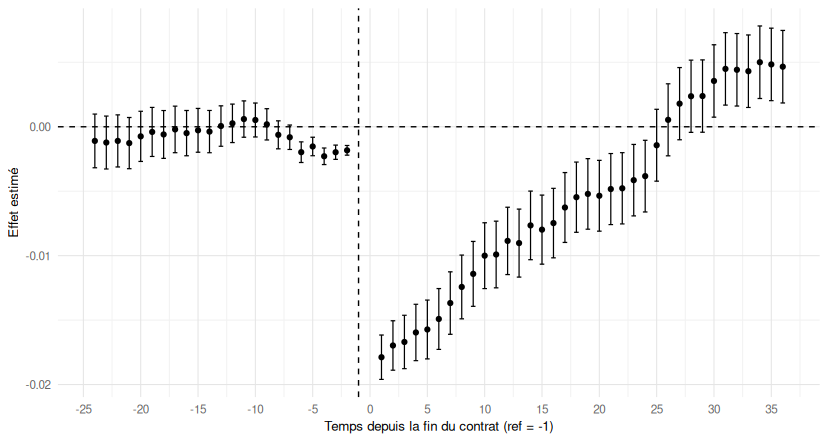 Effet estimé
0.00
-0.01
-0.02
-25 -20 -15 -10 -5 0 5 10 15 20 25 30 35
Temps depuis la fin du contrat (ref = -1)